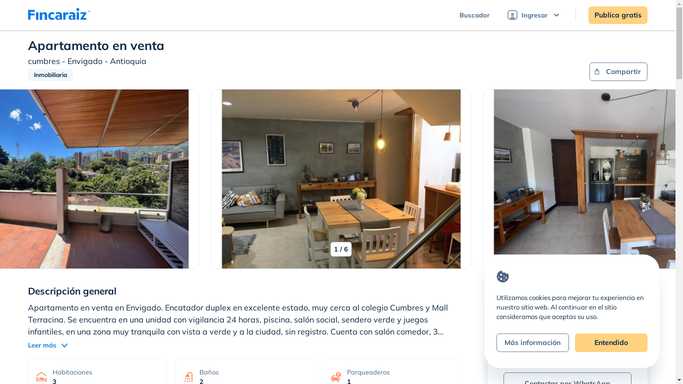 Fincaraiz
Buscador
Ingresar
Publica gratis
Apartamento en venta
cumbres - Envigado - Antioquia
Inmobiliaria
Compartir
1 / 6
Descripción general
Apartamento en venta en Envigado. Encatador duplex en excelente estado, muy cerca al colegio Cumbres y Mall
Terracina. Se encuentra en una unidad con vigilancia 24 horas, piscina, salón social, sendero verde y juegos
infantiles, en una zona muy tranquila con vista a verde y a la ciudad, sin registro. Cuenta con salón comedor, 3...
Leer más
Habitaciones
3
Baños
2
Parqueaderos
1
Utilizamos cookies para mejorar tu experiencia en
nuestro sitio web. Al continuar en el sitio
consideramos que aceptas su uso.
Más información
Entendido
Contactar por WhatsApp